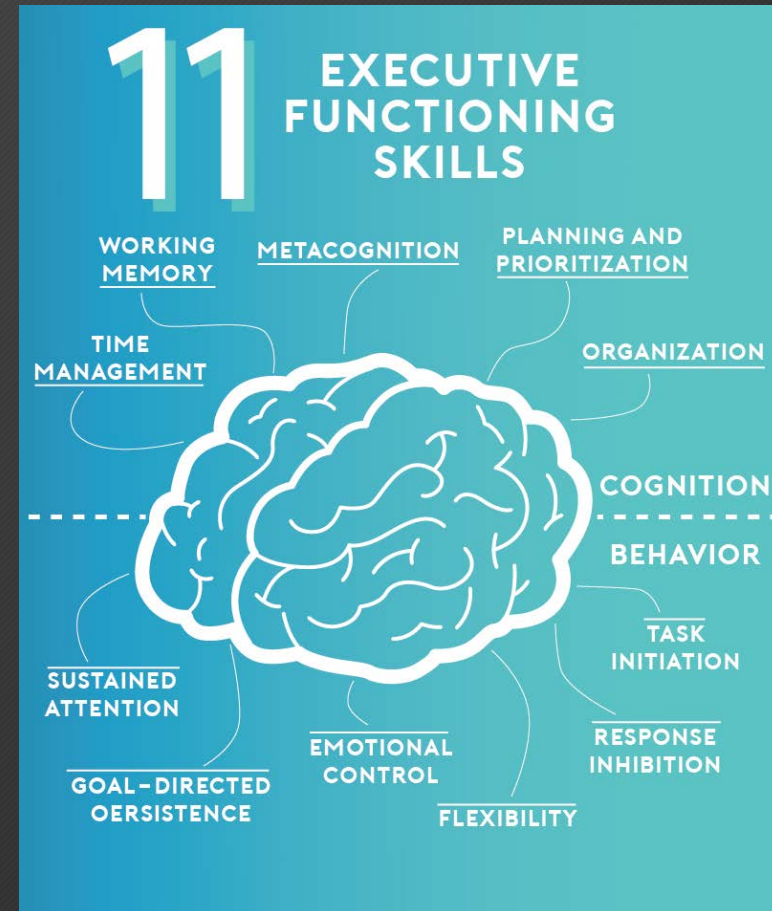 11
EXECUTIVE
FUNCTIONING
SKILLS
WORKING
MEMORY
METACOGNITION
PLANNING AND
PRIORITIZATION
TIME
MANAGEMENT
ORGANIZATION
COGNITION
BEHAVIOR
TASK
INITIATION
SUSTAINED
ATTENTION
RESPONSE
INHIBITION
EMOTIONAL
CONTROL
GOAL-DIRECTED
OERSISTENCE
FLEXIBILITY